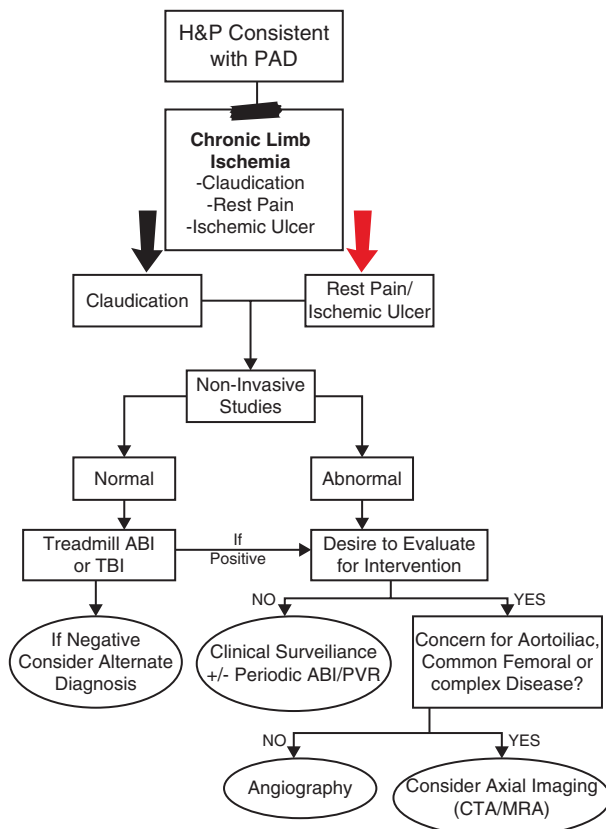 H&P Consistent
with PAD
Chronic Limb
Ischemia
-Claudication
-Rest Pain
-Ischemic Ulcer
Claudication
Rest Pain/
Ischemic Ulcer
Non-Invasive
Studies
Normal
Abnormal
Treadmill ABI
or TBI
If
Positive
Desire to Evaluate
for Intervention
NO
YES
If Negative
Consider Alternate
Diagnosis
Clinical Surveiliance
+/- Periodic ABI/PVR
Concern for Aortoiliac,
Common Femoral or
complex Disease?
NO
YES
Angiography
Consider Axial Imaging
(CTA/MRA)